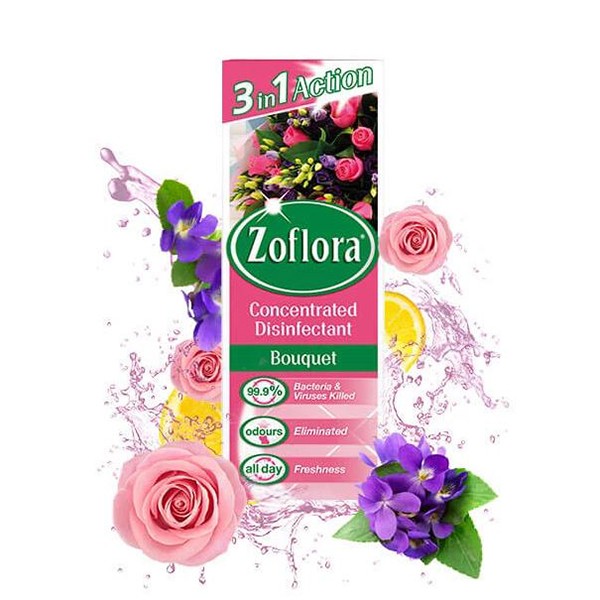 3 in 1 Action
Zoflora®
Concentrated
Disinfectant
Bouquet
99.9%
Bacteria &
Viruses Killed
odours
Eliminated
all day
Freshness